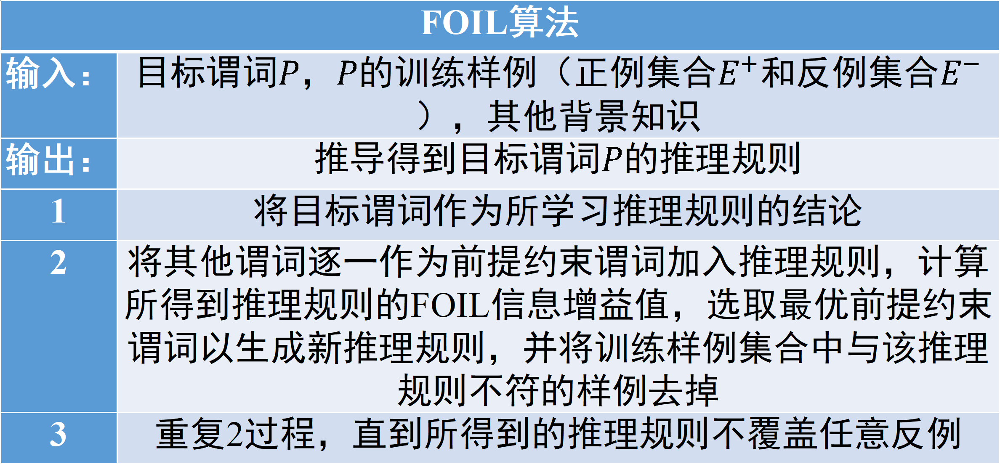 FOIL算法
输入： 目标谓词P，P的训练样例（正例集合E⁺和反例集合E⁻
），其他背景知识
输出： 推导得到目标谓词P的推理规则
1 将目标谓词作为所学习推理规则的结论
2 将其他谓词逐一作为前提约束谓词加入推理规则，计算
所得到推理规则的FOIL信息增益值，选取最优前提约束
谓词以生成新推理规则，并将训练样例集合中与该推理
规则不符的样例去掉
3 重复2过程，直到所得到的推理规则不覆盖任意反例